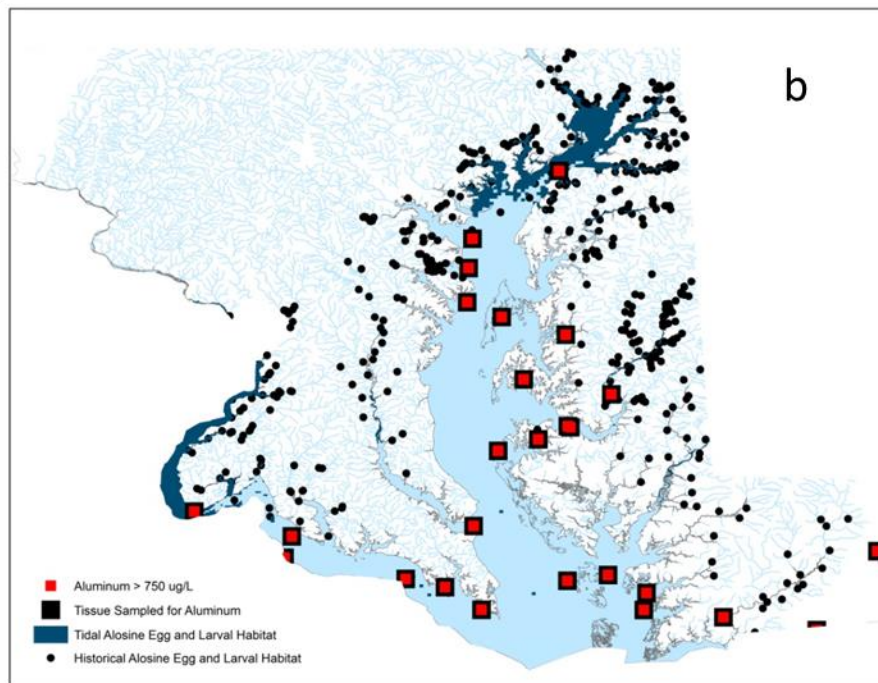 b
Aluminum > 750 ug/L
Tissue Sampled for Aluminum
Tidal Alosine Egg and Larval Habitat
Historical Alosine Egg and Larval Habitat